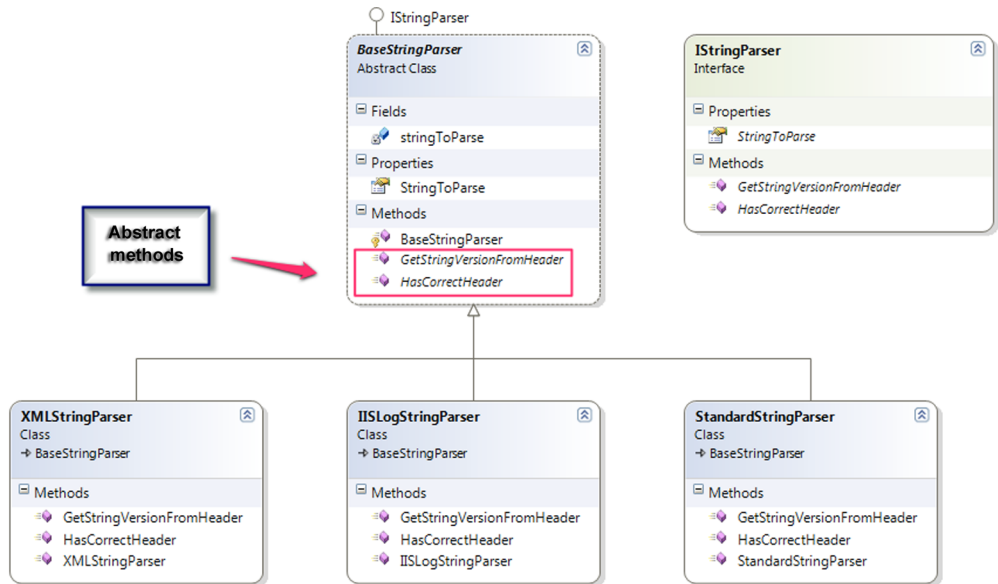 IStringParser
BaseStringParser
Abstract Class
Fields
stringToParse
Properties
StringToParse
Methods
BaseStringParser
GetStringVersionFromHeader
HasCorrectHeader
IStringParser
Interface
Properties
StringToParse
Methods
GetStringVersionFromHeader
HasCorrectHeader
Abstract
methods
XMLStringParser
Class
BaseStringParser
Methods
GetStringVersionFromHeader
HasCorrectHeader
XMLStringParser
IISLogStringParser
Class
BaseStringParser
Methods
GetStringVersionFromHeader
HasCorrectHeader
IISLogStringParser
StandardStringParser
Class
BaseStringParser
Methods
GetStringVersionFromHeader
HasCorrectHeader
StandardStringParser